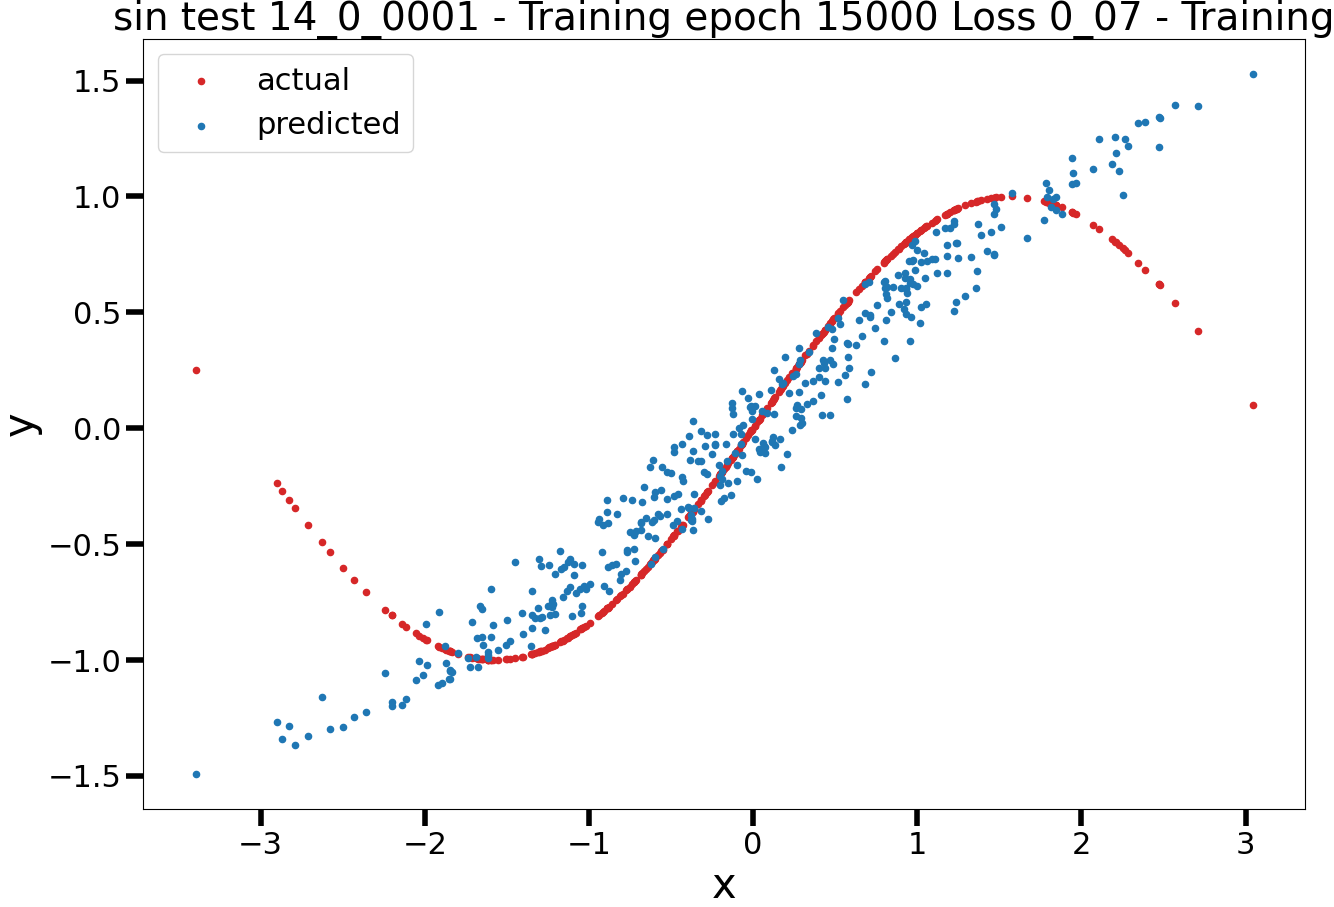 sin test 14_0_0001 - Training epoch 15000 Loss 0_07 - Training
actual
predicted
1.5
1.0
0.5
0.0
−0.5
−1.0
−1.5
y
−3 −2 −1 0 1 2 3
x